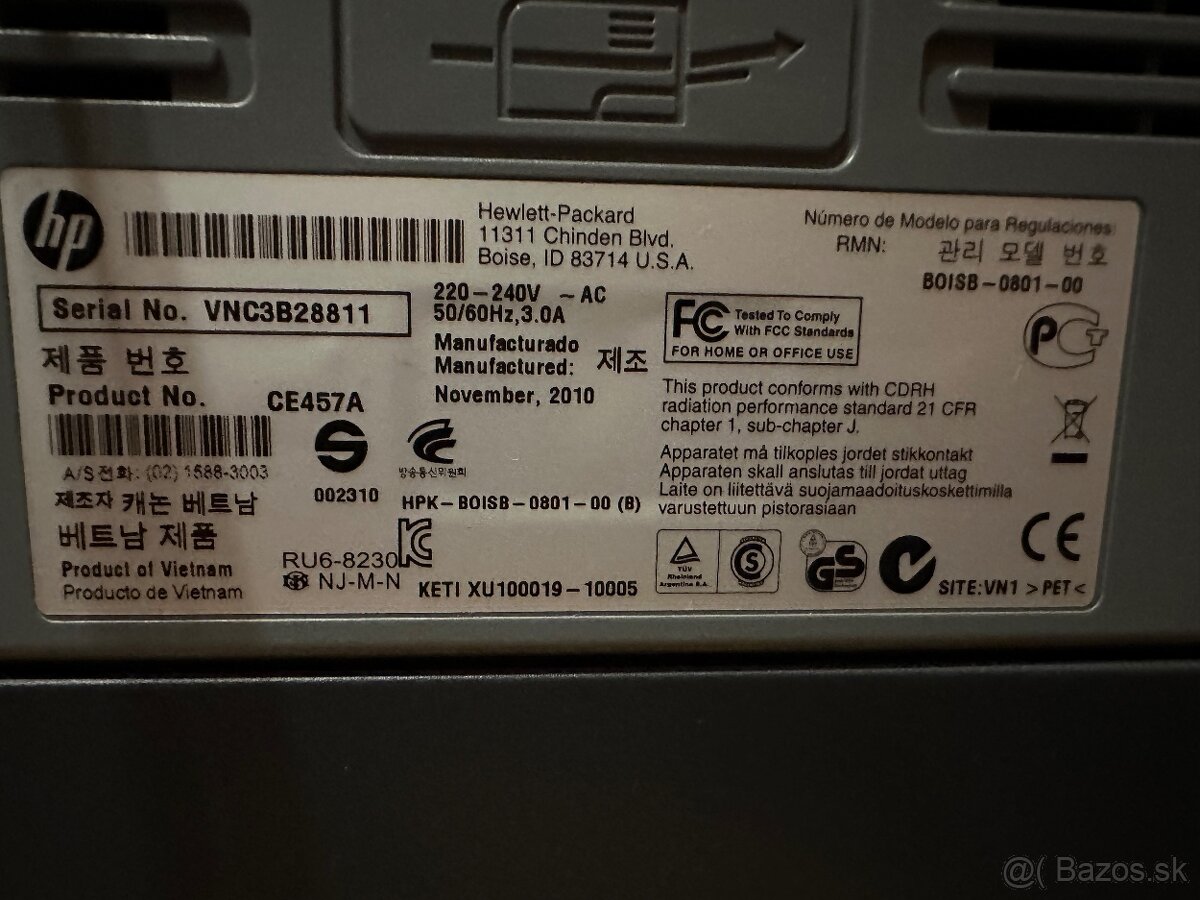 hp
Hewlett-Packard
11311 Chinden Blvd.
Boise, ID 83714 U.S.A.
Número de Modelo para Regulaciones
RMN: 관리 모델 번호
BOISB-0801-00
Serial No. VNC3B28811
220-240V ~ AC
50/60Hz,3.0A
Manufacturado
Manufactured: 제조
November, 2010
FC Tested To Comply
With FCC Standards
FOR HOME OR OFFICE USE
제품 번호
Product No. CE457A
This product conforms with CDRH
radiation performance standard 21 CFR
chapter 1, sub-chapter J.
A/S전화: (02) 1588-3003
002310
방송통신위원회
HPK-BOISB-0801-00 (B)
Apparatet må tilkoples jordet stikkontakt
Apparaten skall anslutas till jordat uttag
Laite on liitettävä suojamaadoituskoskettimilla
varustettuun pistorasiaan
제조자 캐논 베트남
베트남 제품
Product of Vietnam
Producto de Vietnam
RU6-8230
NJ-M-N
KETI XU100019-10005
TÜV
Rheinland
Argentina S.A.
S
GS
CE
SITE:VN1 >PET<
@( Bazos.sk